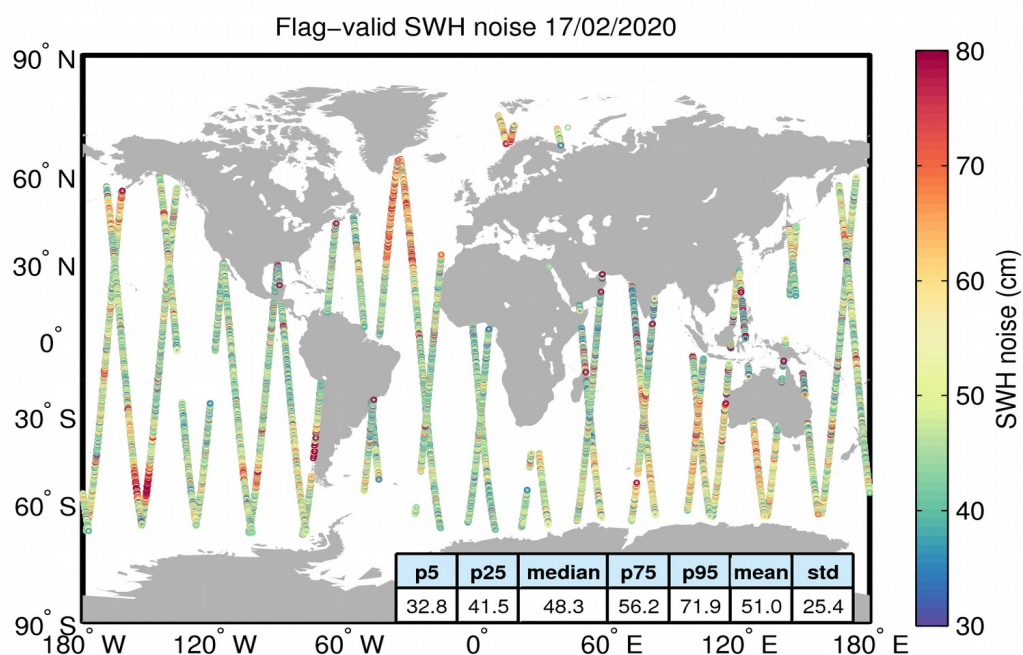 Flag−valid SWH noise 17/02/2020
90° N
60° N
30° N
0°
30° S
60° S
90° S
180° W
120° W
60° W
0°
60° E
120° E
180° E
80
70
60
50
40
30
SWH noise (cm)
p5 p25 median p75 p95 mean std
32.8 41.5 48.3 56.2 71.9 51.0 25.4